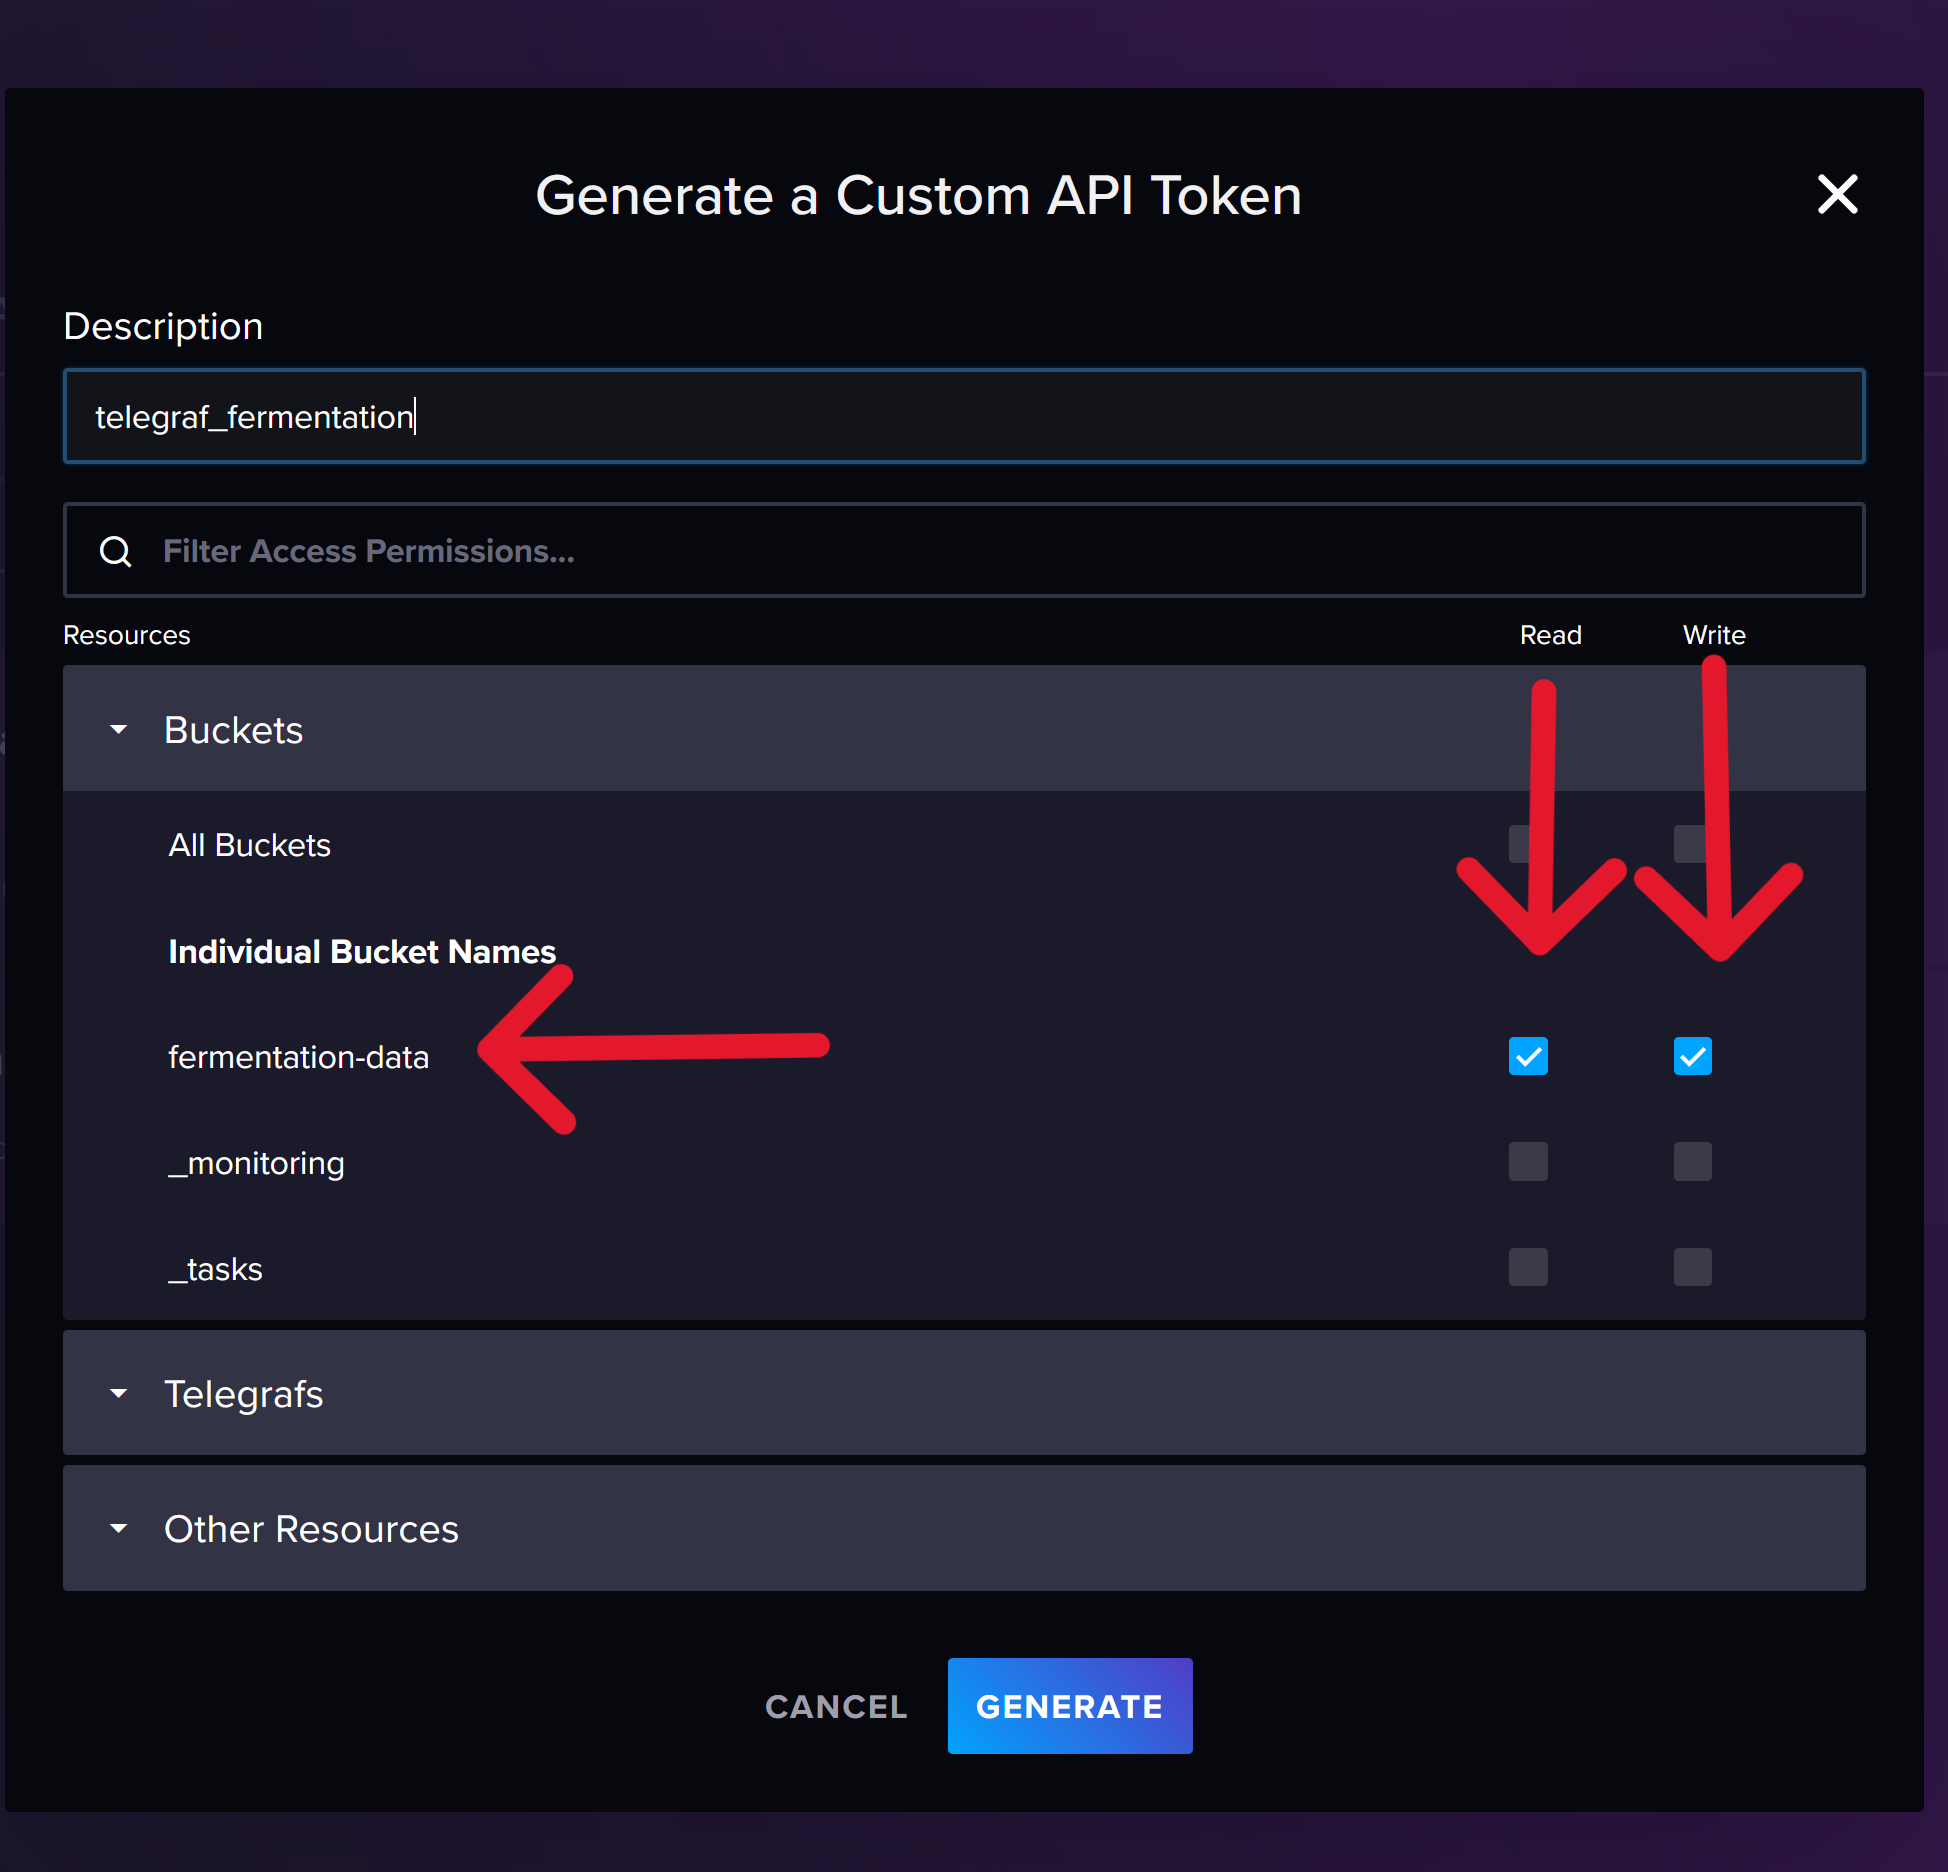 Generate a Custom API Token
Description
telegraf_fermentation
Filter Access Permissions...
Resources Read Write
Buckets
All Buckets
Individual Bucket Names
fermentation-data
_monitoring
_tasks
Telegrafs
Other Resources
CANCEL GENERATE